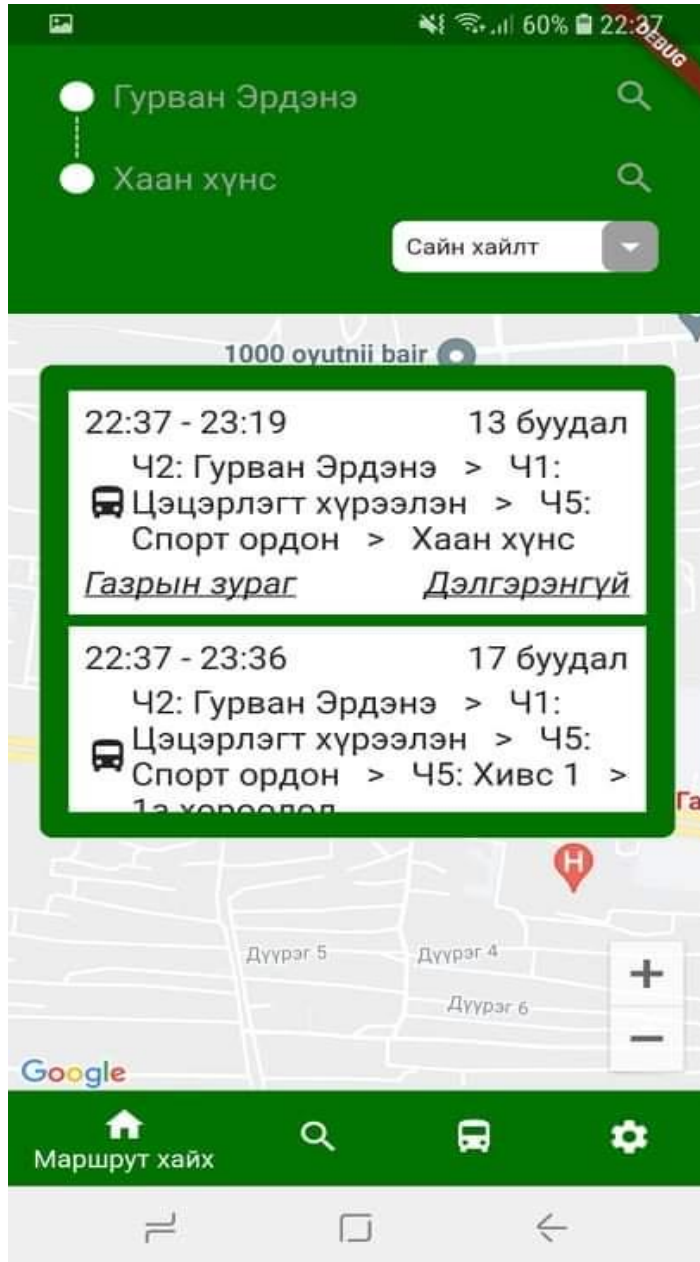 60% 22:37
DEBUG
Гурван Эрдэнэ
Хаан хүнс
Сайн хайлт
1000 oyutnii bair
22:37 - 23:19 13 буудал
Ч2: Гурван Эрдэнэ > Ч1:
Цэцэрлэгт хүрээлэн > Ч5:
Спорт ордон > Хаан хүнс
Газрын зураг Дэлгэрэнгүй
22:37 - 23:36 17 буудал
Ч2: Гурван Эрдэнэ > Ч1:
Цэцэрлэгт хүрээлэн > Ч5:
Спорт ордон > Ч5: Хивс 1 >
1а хороолол
Га
H
Дүүрэг 5 Дүүрэг 4
Дүүрэг 6
Google
Маршрут хайх